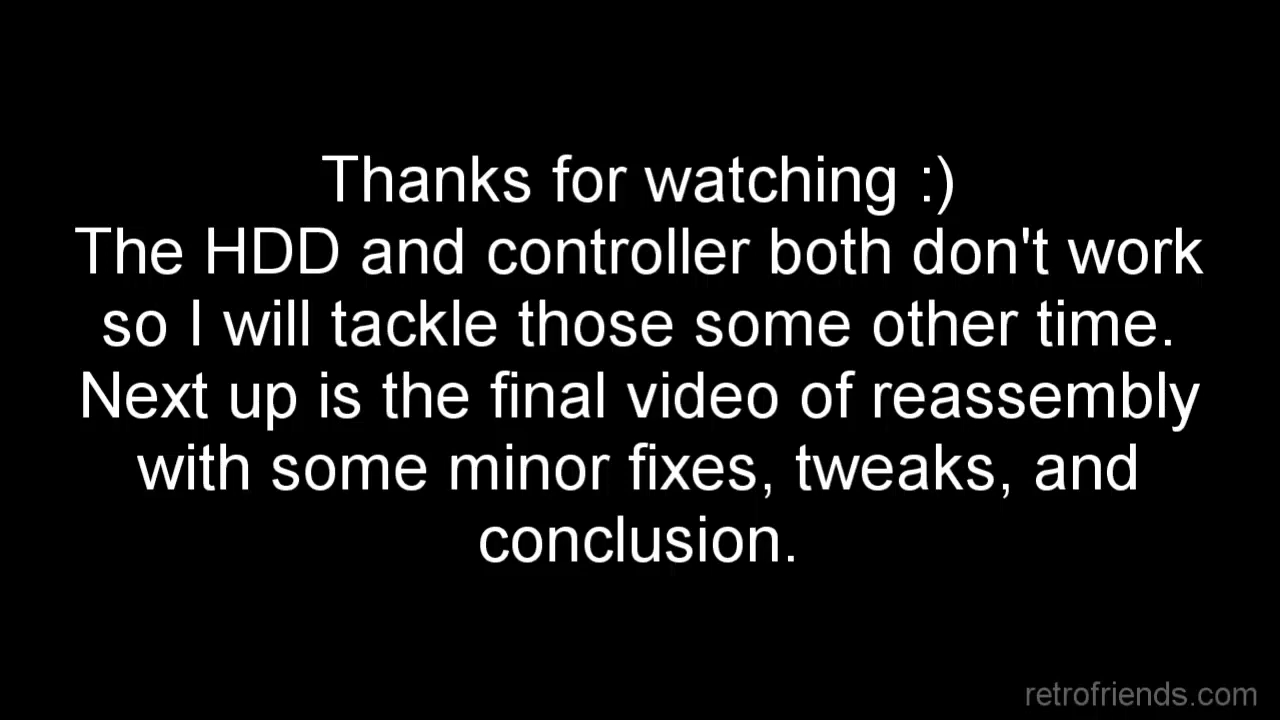 Thanks for watching :)
The HDD and controller both don't work
so I will tackle those some other time.
Next up is the final video of reassembly
with some minor fixes, tweaks, and
conclusion.
retrofriends.com